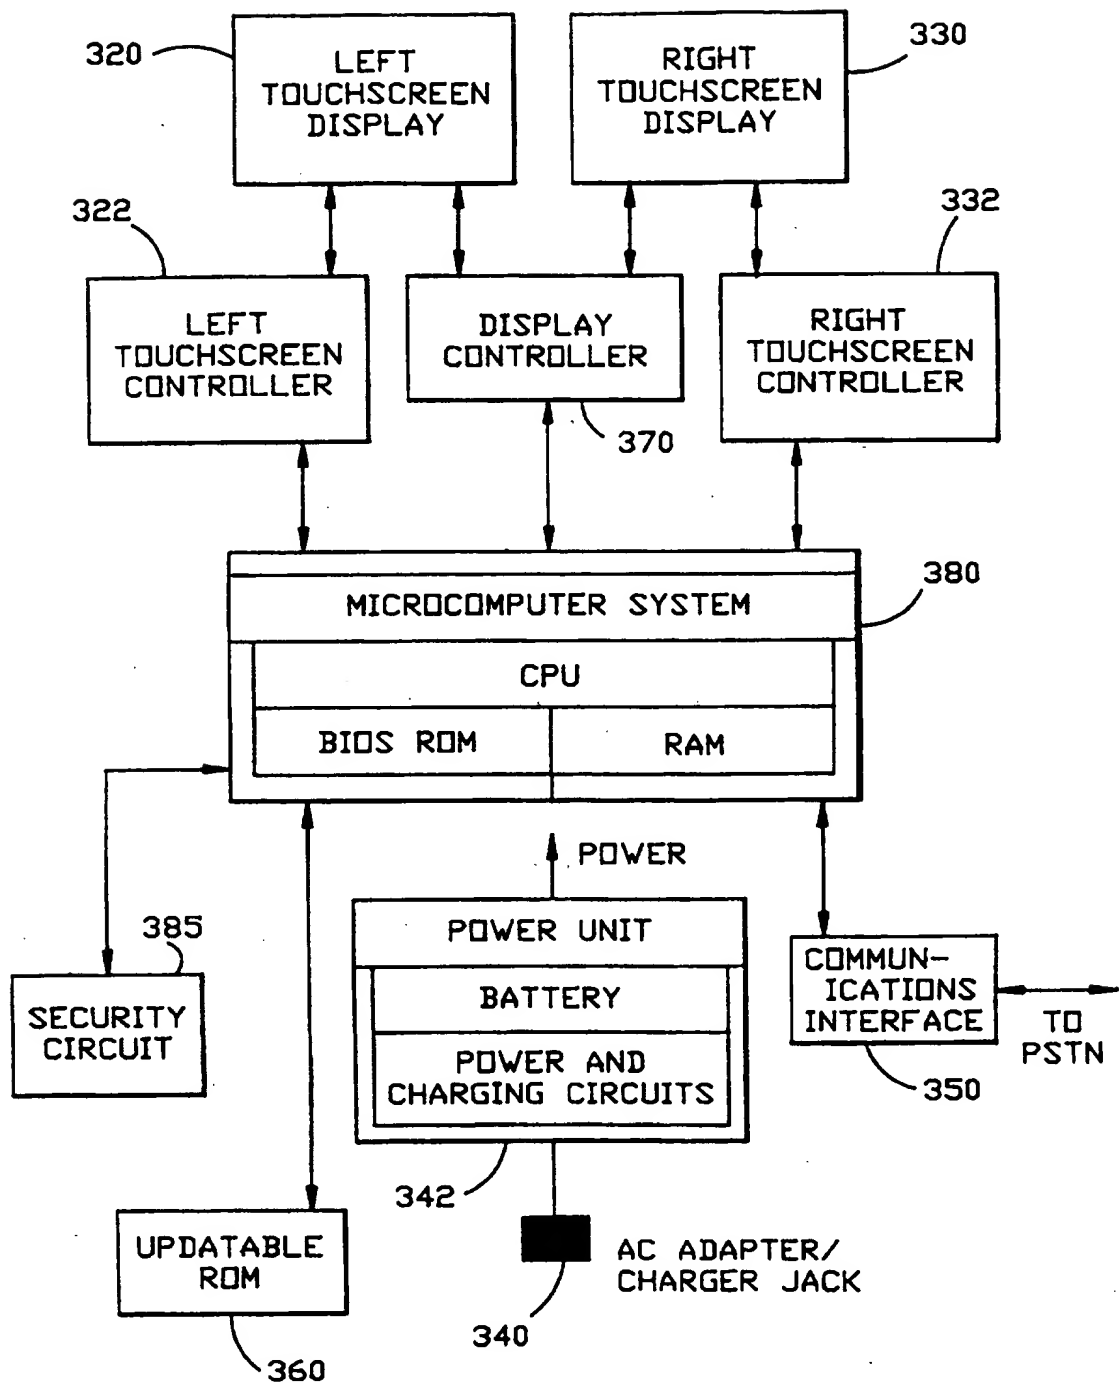 320
LEFT
TOUCHSCREEN
DISPLAY
RIGHT
TOUCHSCREEN
DISPLAY
330
322
332
LEFT
TOUCHSCREEN
CONTROLLER
DISPLAY
CONTROLLER
RIGHT
TOUCHSCREEN
CONTROLLER
370
380
MICROCOMPUTER SYSTEM
CPU
BIOS ROM
RAM
POWER
385
SECURITY
CIRCUIT
POWER UNIT
BATTERY
POWER AND
CHARGING CIRCUITS
COMMUN-
ICATIONS
INTERFACE
TO
PSTN
350
342
UPDATABLE
ROM
AC ADAPTER/
CHARGER JACK
340
360